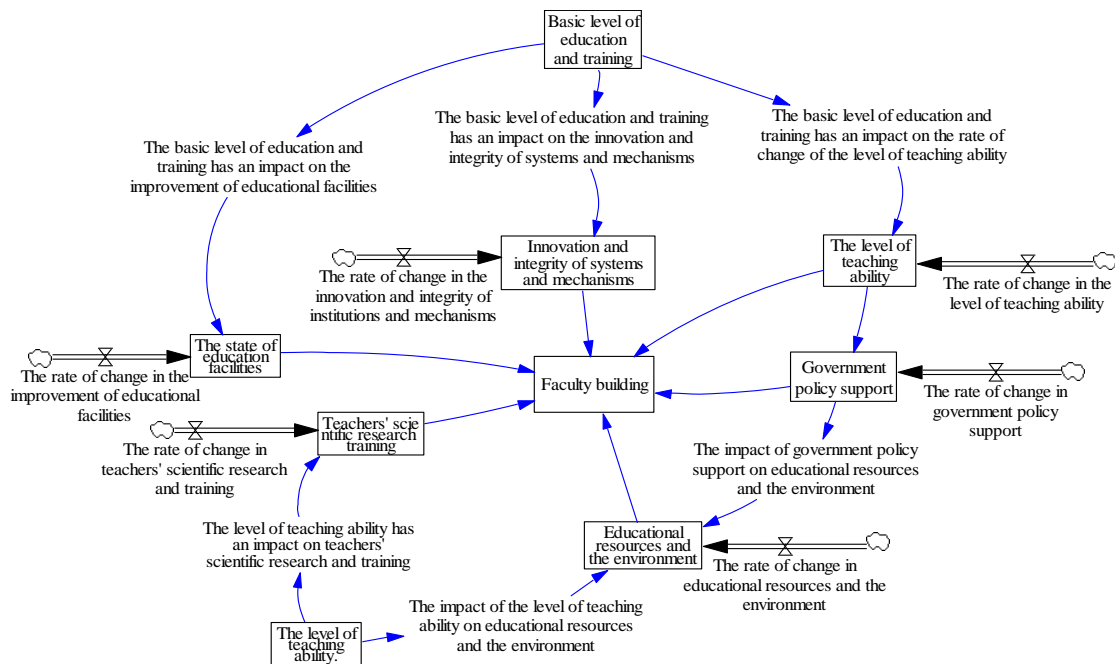 Basic level of
education
and training
The basic level of education and
training has an impact on the
improvement of educational facilities
The basic level of education and training
has an impact on the innovation and
integrity of systems and mechanisms
The basic level of education and
training has an impact on the rate of
change of the level of teaching ability
The rate of change in the
innovation and integrity of
institutions and mechanisms
Innovation and
integrity of systems
and mechanisms
The level of
teaching
ability
The rate of change in the
level of teaching ability
The rate of change in the
improvement of educational
facilities
The state of
education
facilities
Faculty building
Government
policy support
The rate of change in
government policy
support
The rate of change in
teachers' scientific research
and training
Teachers' scie
ntific research
training
The impact of government policy
support on educational resources
and the environment
The level of teaching ability has
an impact on teachers'
scientific research and training
Educational
resources and
the environment
The rate of change in
educational resources and the
environment
The level of
teaching
ability.
The impact of the level of teaching
ability on educational resources
and the environment